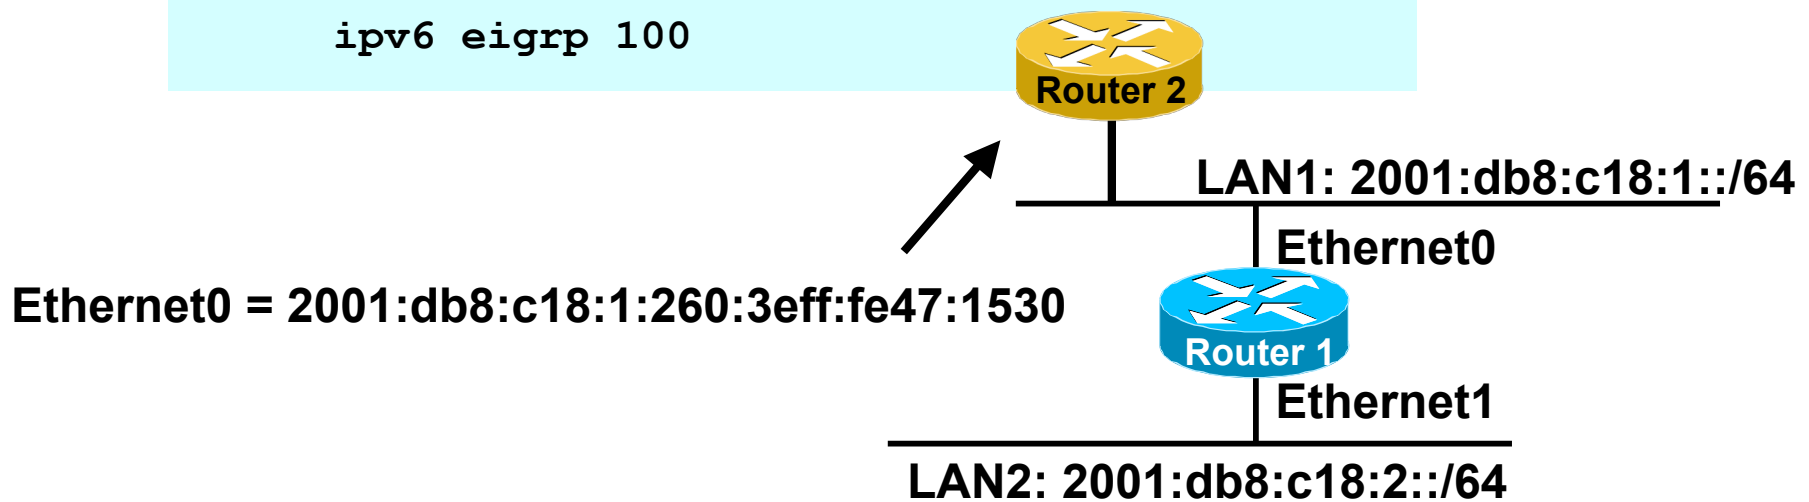 ipv6 eigrp 100
Router 2
LAN1: 2001:db8:c18:1::/64
Ethernet0
Ethernet0 = 2001:db8:c18:1:260:3eff:fe47:1530
Router 1
Ethernet1
LAN2: 2001:db8:c18:2::/64